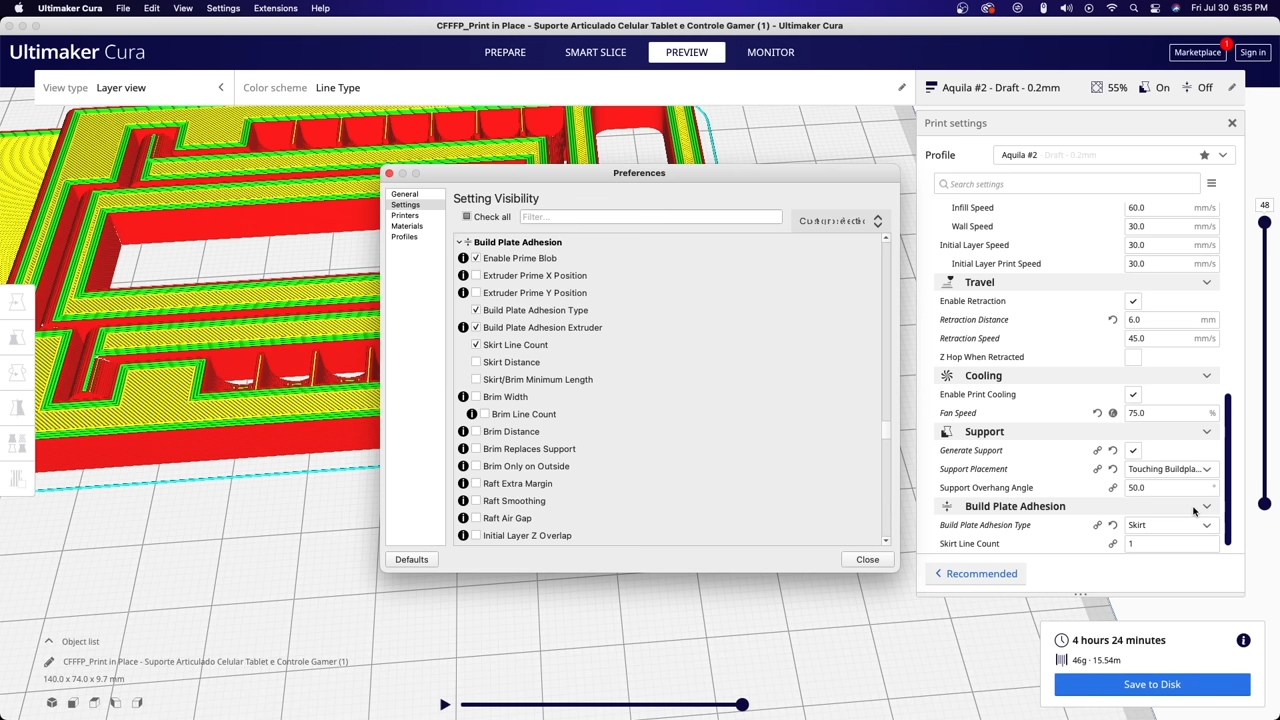 Ultimaker Cura File Edit View Settings Extensions Help Fri Jul 30 6:35 PM
CFFFP_Print in Place - Suporte Articulado Celular Tablet e Controle Gamer (1) - Ultimaker Cura
Ultimaker Cura PREPARE SMART SLICE PREVIEW MONITOR Marketplace 1 Sign in
View type Layer view Color scheme Line Type Aquila #2 - Draft - 0.2mm 55% On Off
Print settings
Profile Aquila #2 Draft - 0.2mm
Search settings
Infill Speed 60.0 mm/s
Wall Speed 30.0 mm/s
Initial Layer Speed 30.0 mm/s
Initial Layer Print Speed 30.0 mm/s
Travel
Enable Retraction
Retraction Distance 6.0 mm
Retraction Speed 45.0 mm/s
Z Hop When Retracted
Cooling
Enable Print Cooling
Fan Speed 75.0 %
Support
Generate Support
Support Placement Touching Buildpla...
Support Overhang Angle 50.0 °
Build Plate Adhesion
Build Plate Adhesion Type Skirt
Skirt Line Count 1
Recommended
48
Preferences
General
Settings
Printers
Materials
Profiles
Setting Visibility
Check all Filter...
Build Plate Adhesion
Enable Prime Blob
Extruder Prime X Position
Extruder Prime Y Position
Build Plate Adhesion Type
Build Plate Adhesion Extruder
Skirt Line Count
Skirt Distance
Skirt/Brim Minimum Length
Brim Width
Brim Line Count
Brim Distance
Brim Replaces Support
Brim Only on Outside
Raft Extra Margin
Raft Smoothing
Raft Air Gap
Initial Layer Z Overlap
Defaults Close
Object list
CFFFP_Print in Place - Suporte Articulado Celular Tablet e Controle Gamer (1)
140.0 x 74.0 x 9.7 mm
4 hours 24 minutes
46g · 15.54m
Save to Disk